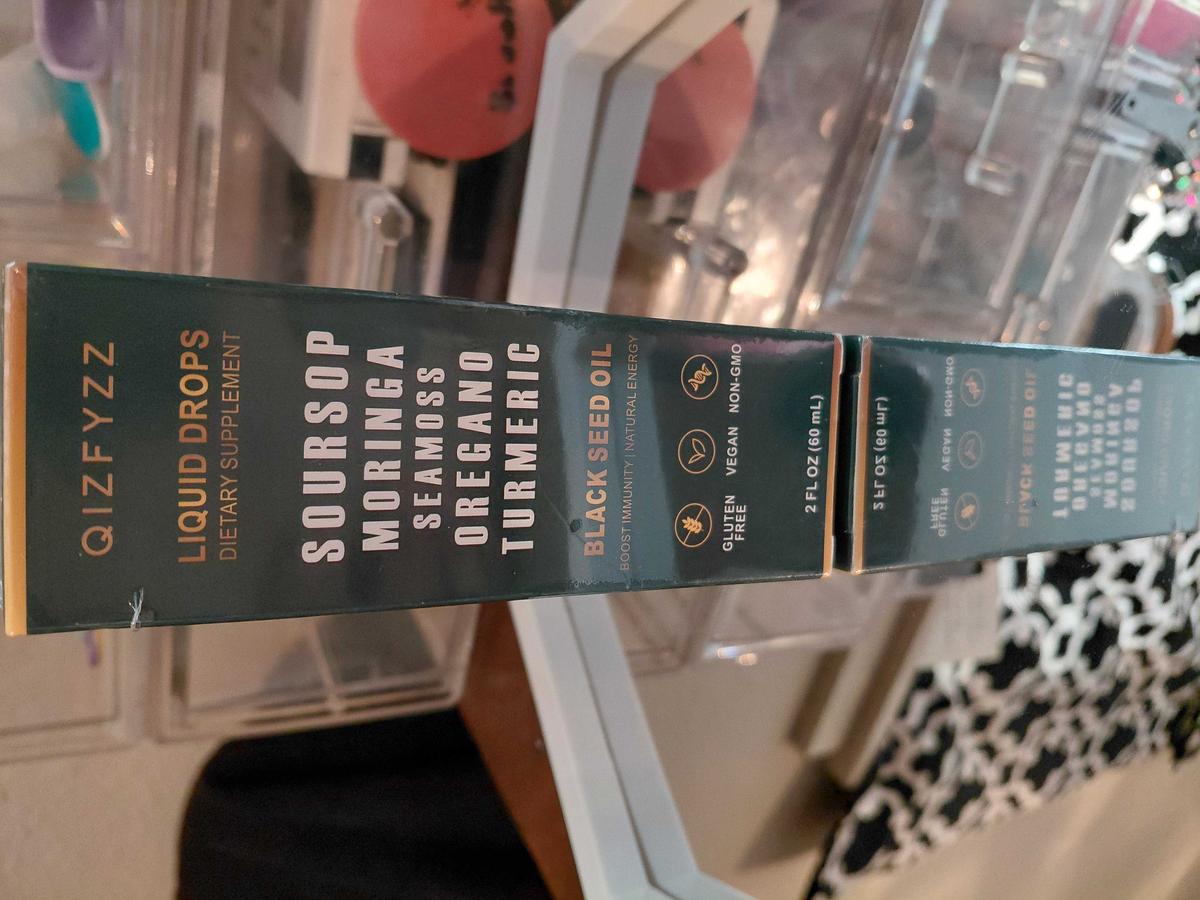 QIZFYZZ
LIQUID DROPS
DIETARY SUPPLEMENT
SOURSOP
MORINGA
SEAMOSS
OREGANO
TURMERIC
BLACK SEED OIL
BOOST IMMUNITY | NATURAL ENERGY
GLUTEN FREE
VEGAN
NON-GMO
2 FL OZ (60 mL)